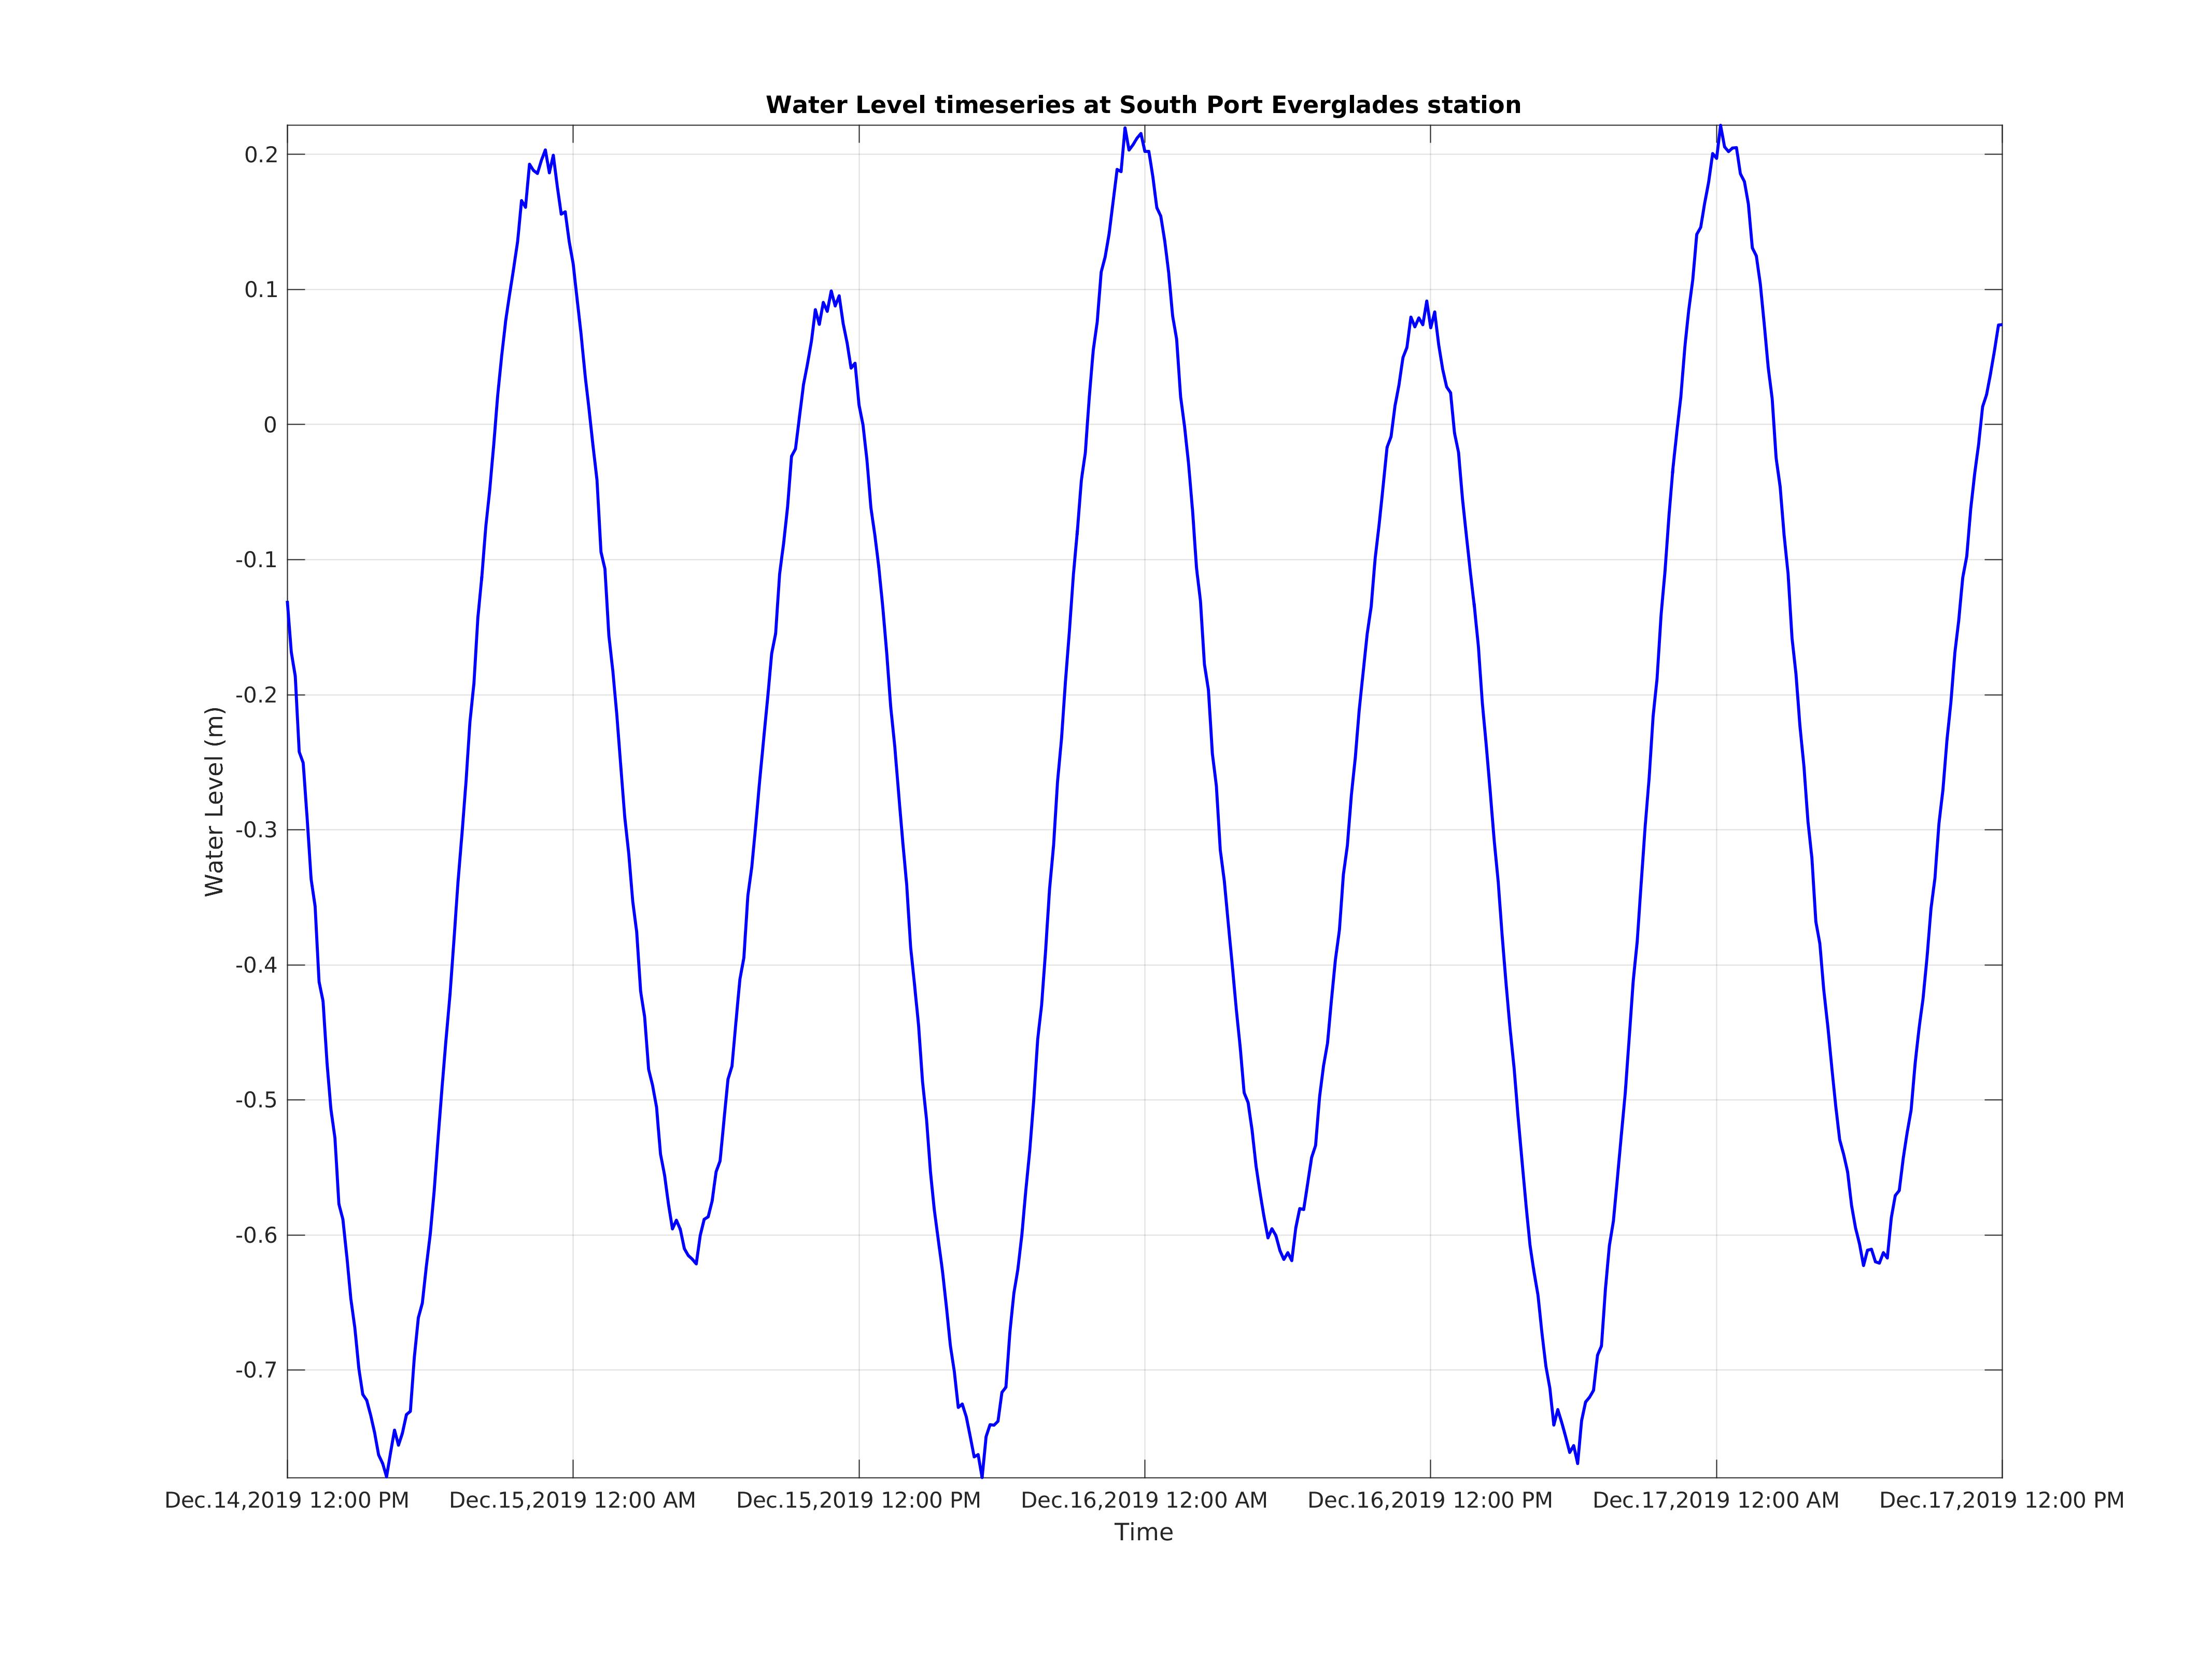 Water Level timeseries at South Port Everglades station
0.2
0.1
0
-0.1
-0.2
-0.3
-0.4
-0.5
-0.6
-0.7
Water Level (m)
Dec.14,2019 12:00 PM Dec.15,2019 12:00 AM Dec.15,2019 12:00 PM Dec.16,2019 12:00 AM Dec.16,2019 12:00 PM Dec.17,2019 12:00 AM Dec.17,2019 12:00 PM
Time